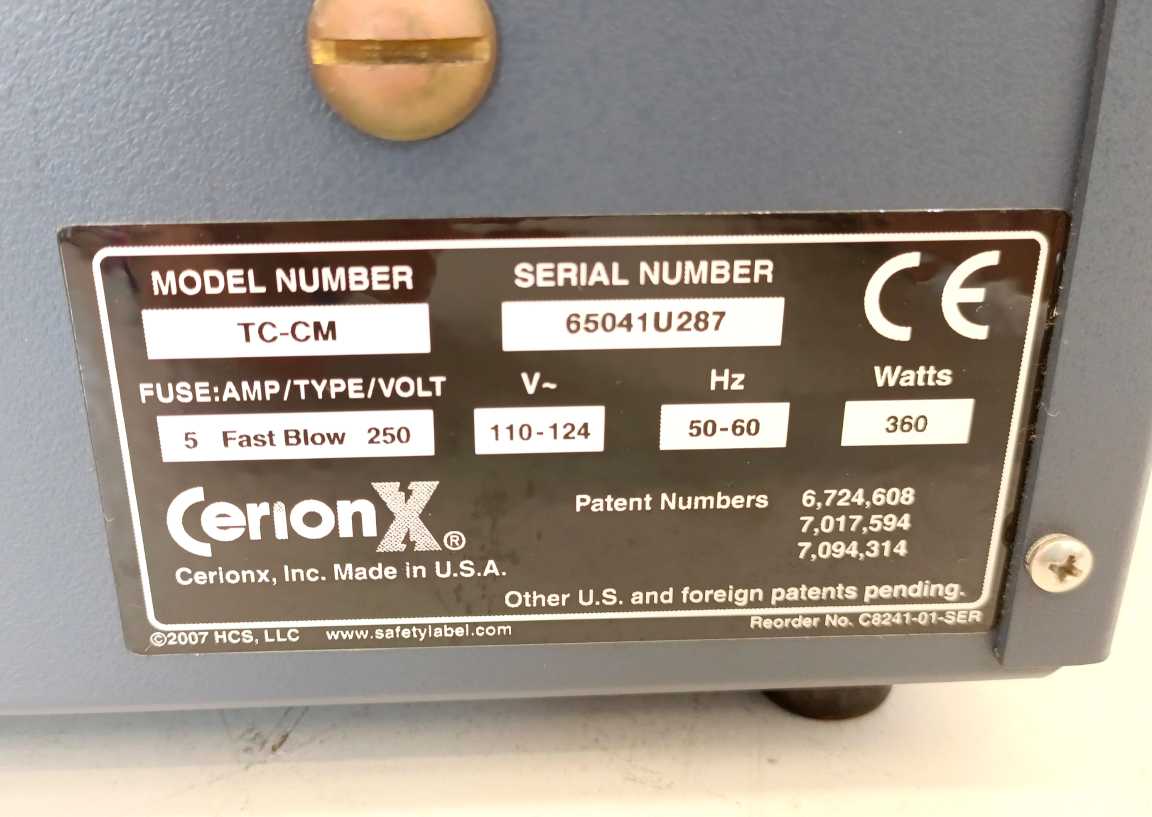 MODEL NUMBER SERIAL NUMBER CE
TC-CM 65041U287
FUSE:AMP/TYPE/VOLT V~ Hz Watts
5 Fast Blow 250 110-124 50-60 360
CerionX® Patent Numbers 6,724,608
7,017,594
7,094,314
Cerionx, Inc. Made in U.S.A.
Other U.S. and foreign patents pending.
©2007 HCS, LLC www.safetylabel.com Reorder No. C8241-01-SER